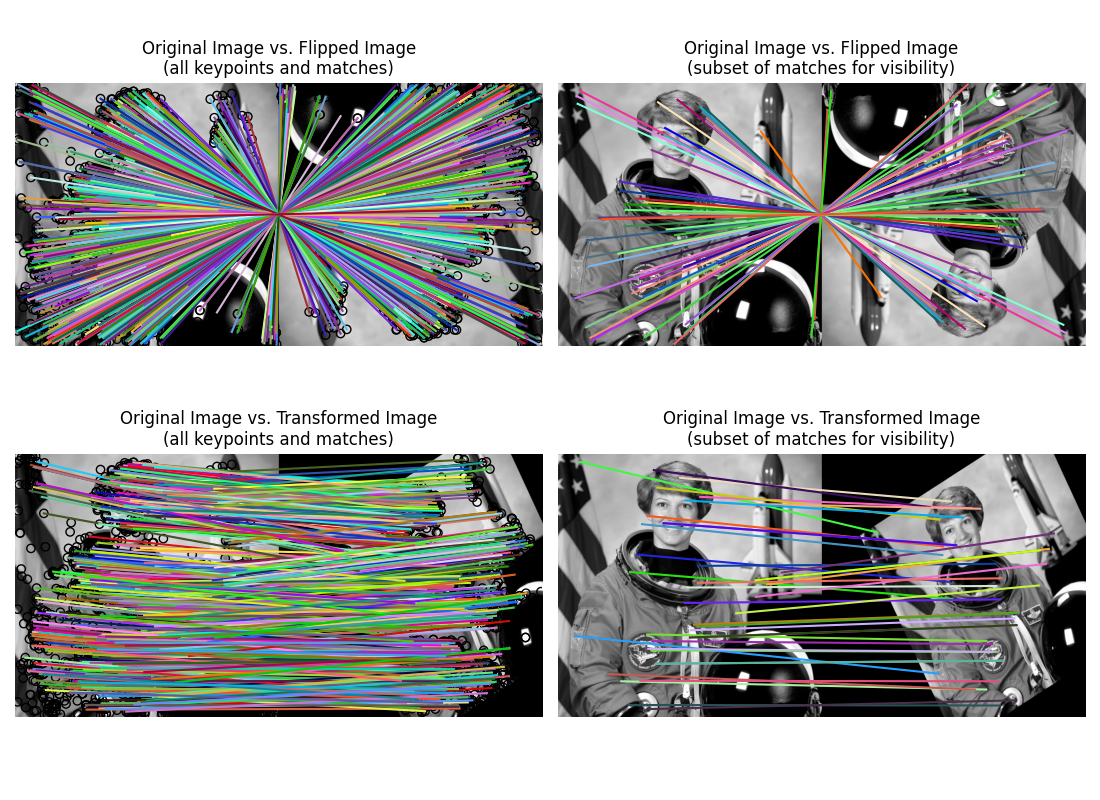 Original Image vs. Flipped Image
(all keypoints and matches)
Original Image vs. Flipped Image
(subset of matches for visibility)
Original Image vs. Transformed Image
(all keypoints and matches)
Original Image vs. Transformed Image
(subset of matches for visibility)